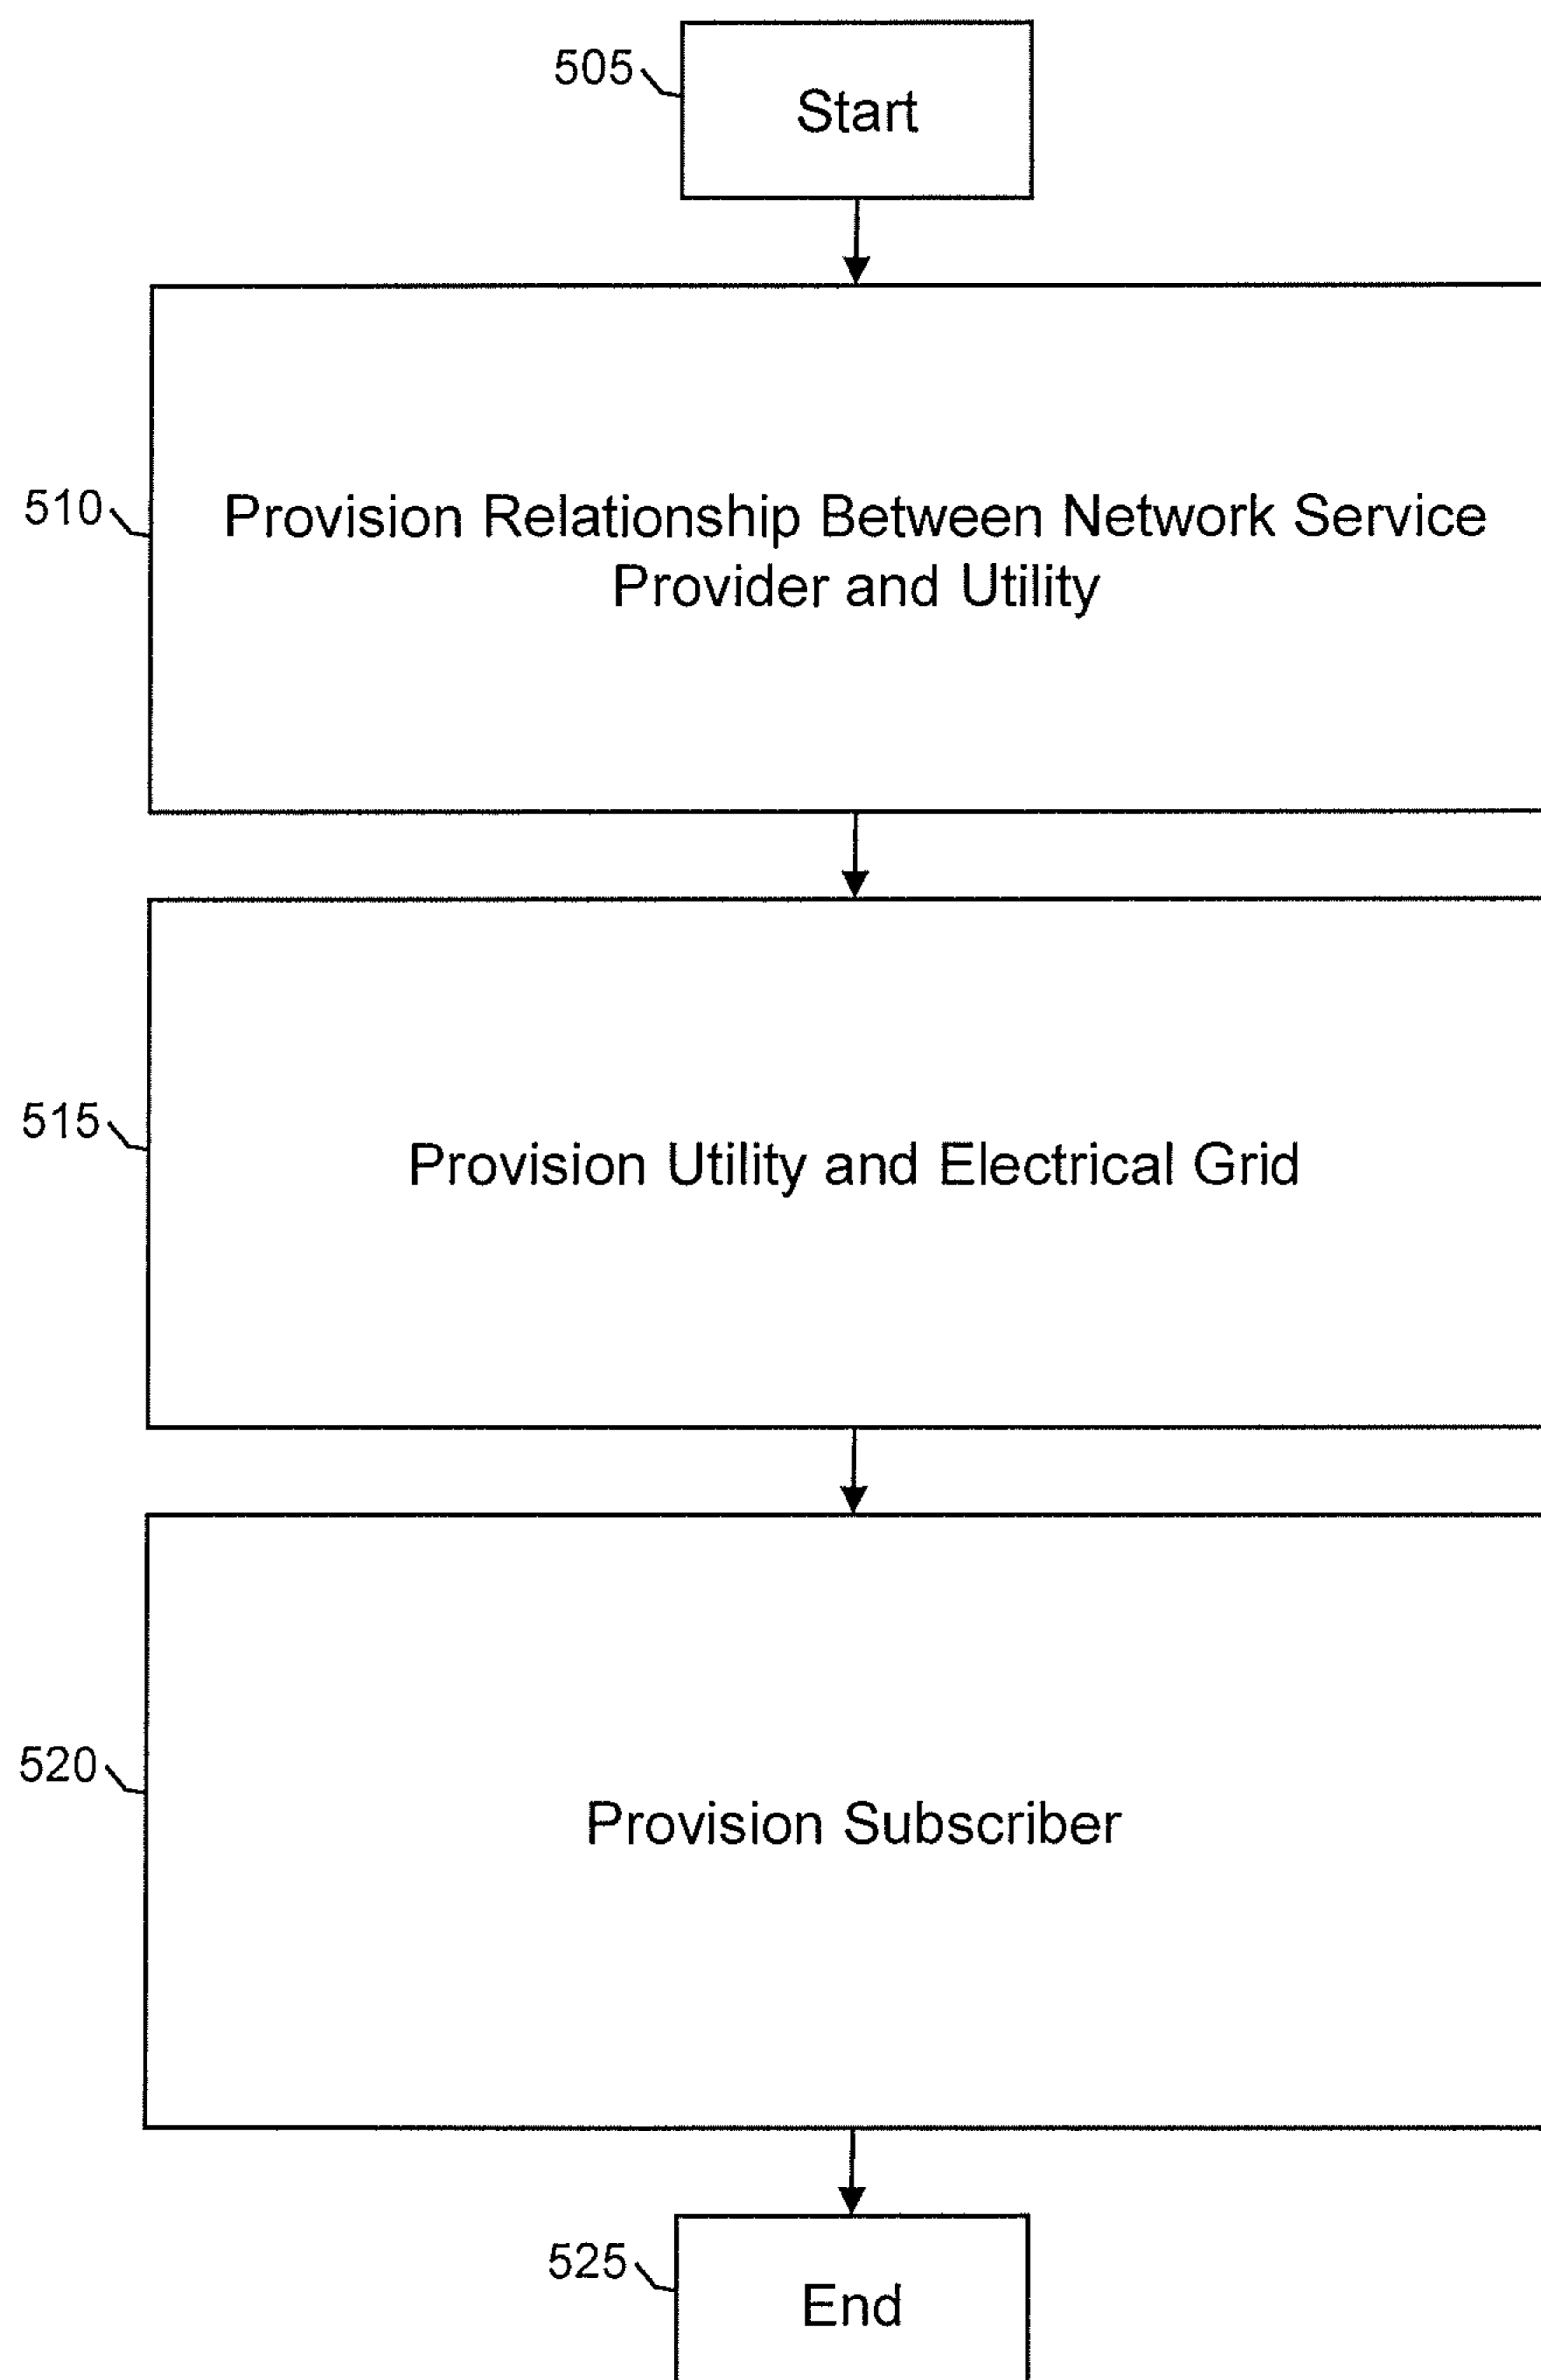 505
Start
510
Provision Relationship Between Network Service
Provider and Utility
515
Provision Utility and Electrical Grid
520
Provision Subscriber
525
End